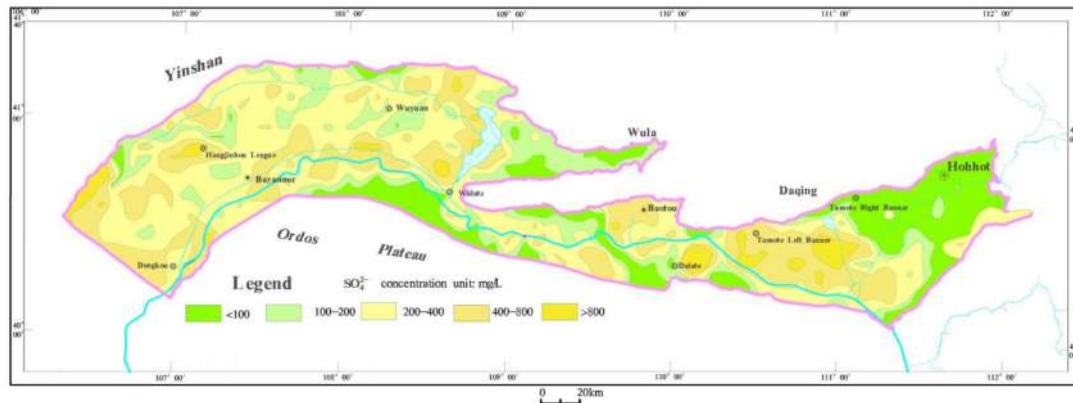 107° 00′ 108° 00′ 109° 00′ 110° 00′ 111° 00′ 112° 00′
Yinshan
41°
00′
Wuyuan
Wula
Hangjinhou League
Hohhot
Bayannur
Daqing
Wulate
Tumote Right Banner
Baotou
Ordos
Tumote Left Banner
Plateau
Dengkou
Dalate
Legend
SO₄²⁻ concentration unit: mg/L
<100 100-200 200-400 400-800 >800
40°
00′
107° 00′ 108° 00′ 109° 00′ 110° 00′ 111° 00′ 112° 00′
0 20km